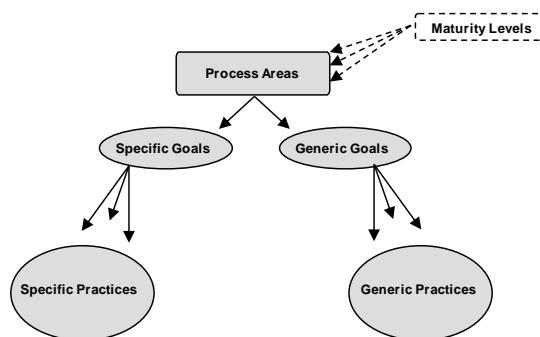 Maturity Levels
Process Areas
Specific Goals
Generic Goals
Specific Practices
Generic Practices